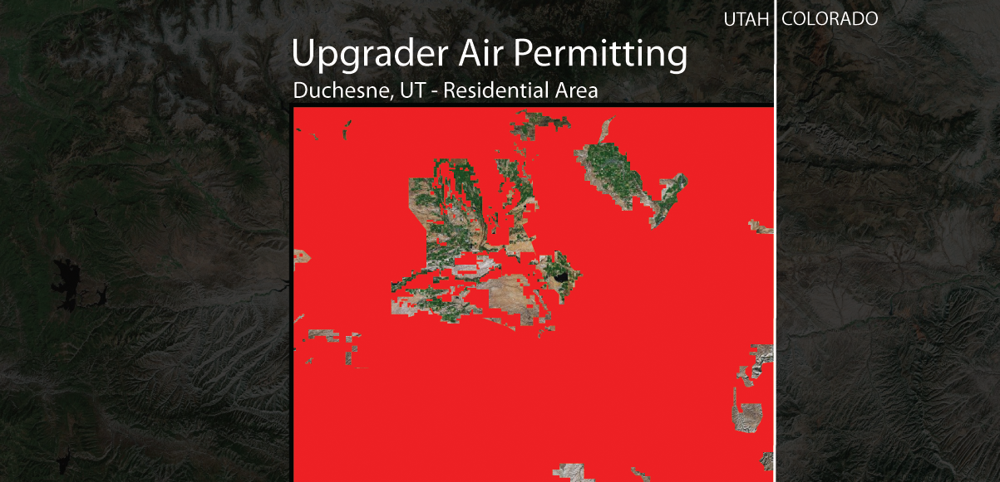 UTAH COLORADO
Upgrader Air Permitting
Duchesne, UT - Residential Area